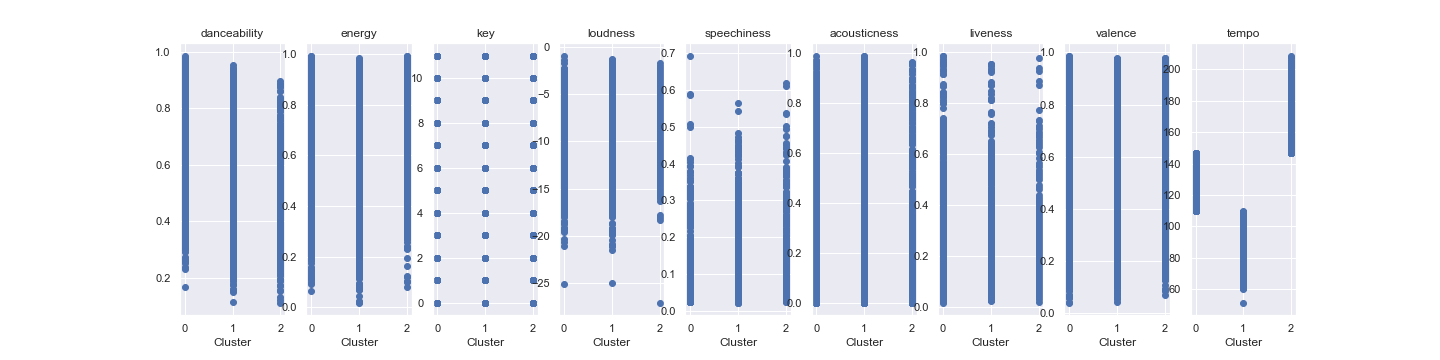 danceability energy key loudness speechiness acousticness liveness valence tempo
1.0 0.8 0.6 0.4 0.2
1.0 0.8 0.6 0.4 0.2 0.0
10 8 6 4 2 0
0 −5 −10 −15 −20 −25
0.7 0.6 0.5 0.4 0.3 0.2 0.1 0.0
1.0 0.8 0.6 0.4 0.2 0.0
1.0 0.8 0.6 0.4 0.2 0.0
1.0 0.8 0.6 0.4 0.2 0.0
200 180 160 140 120 100 80 60
0 1 2 0 1 2 0 1 2 0 1 2 0 1 2 0 1 2 0 1 2 0 1 2 0 1 2
Cluster Cluster Cluster Cluster Cluster Cluster Cluster Cluster Cluster